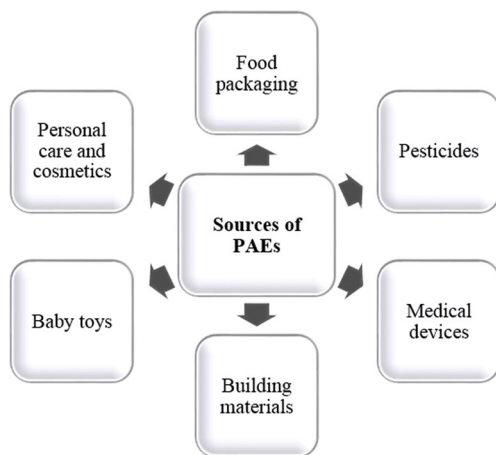 Food
packaging
Personal
care and
cosmetics
Pesticides
Sources of
PAEs
Baby toys
Medical
devices
Building
materials